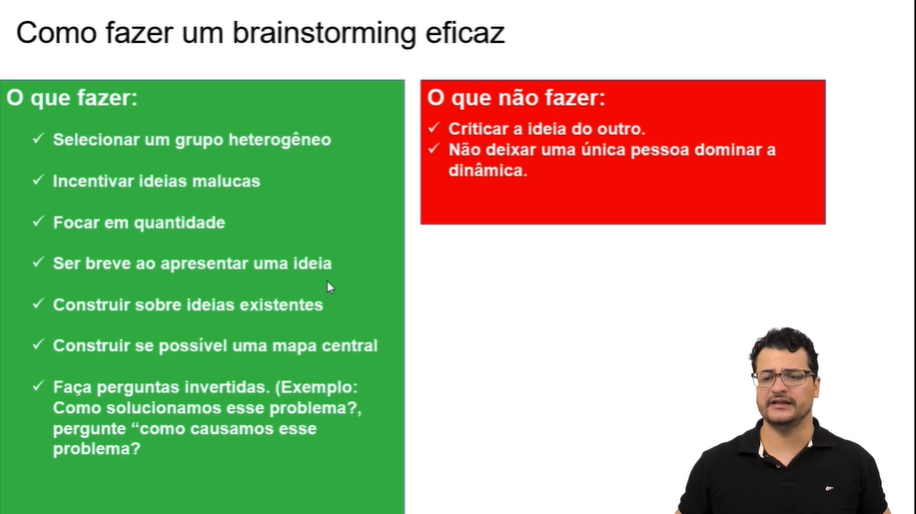 Como fazer um brainstorming eficaz
O que fazer:
Selecionar um grupo heterogêneo
Incentivar ideias malucas
Focar em quantidade
Ser breve ao apresentar uma ideia
Construir sobre ideias existentes
Construir se possível uma mapa central
Faça perguntas invertidas. (Exemplo:
Como solucionamos esse problema?,
pergunte “como causamos esse
problema?
O que não fazer:
Criticar a ideia do outro.
Não deixar uma única pessoa dominar a
dinâmica.